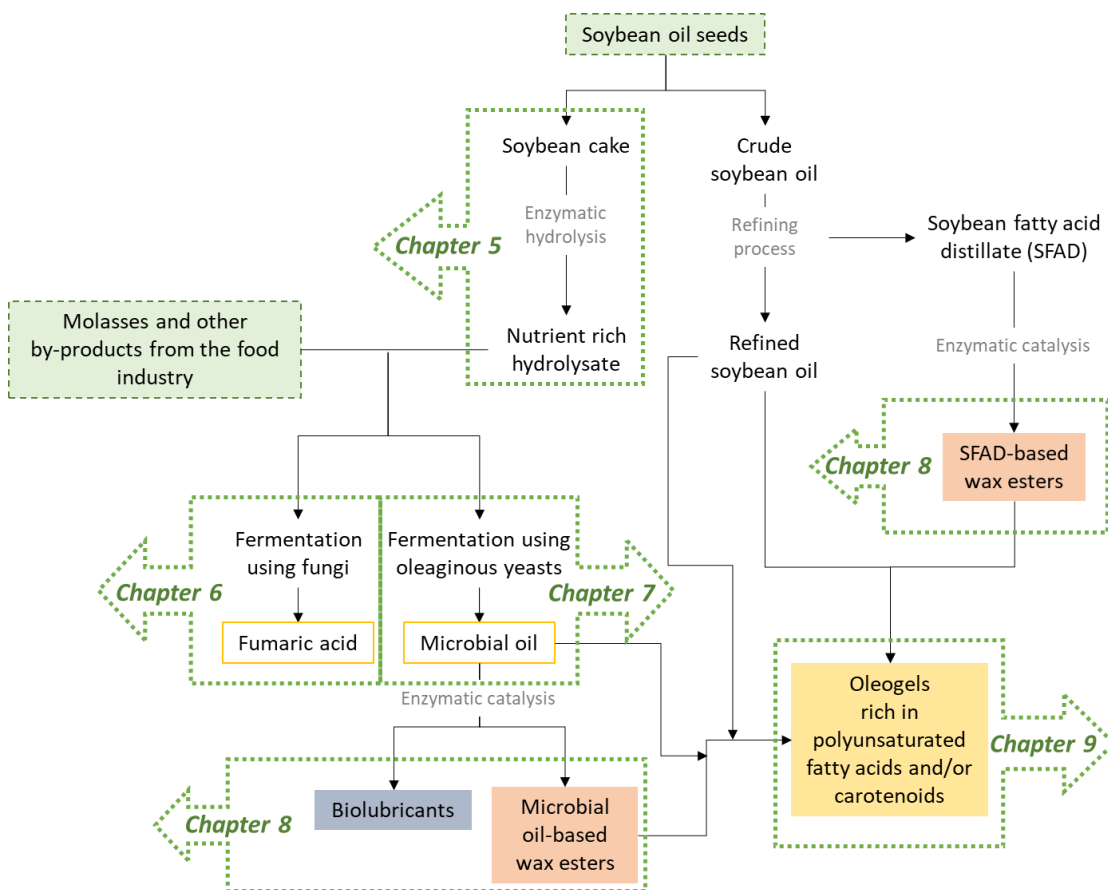 Soybean oil seeds
Soybean cake
Crude
soybean oil
Enzymatic
hydrolysis
Refining
process
Soybean fatty acid
distillate (SFAD)
Chapter 5
Molasses and other
by-products from the food
industry
Nutrient rich
hydrolysate
Refined
soybean oil
Enzymatic catalysis
SFAD-based
wax esters
Chapter 8
Fermentation
using fungi
Fermentation using
oleaginous yeasts
Chapter 6
Chapter 7
Fumaric acid
Microbial oil
Enzymatic catalysis
Oleogels
rich in
polyunsaturated
fatty acids and/or
carotenoids
Chapter 9
Biolubricants
Microbial
oil-based
wax esters
Chapter 8